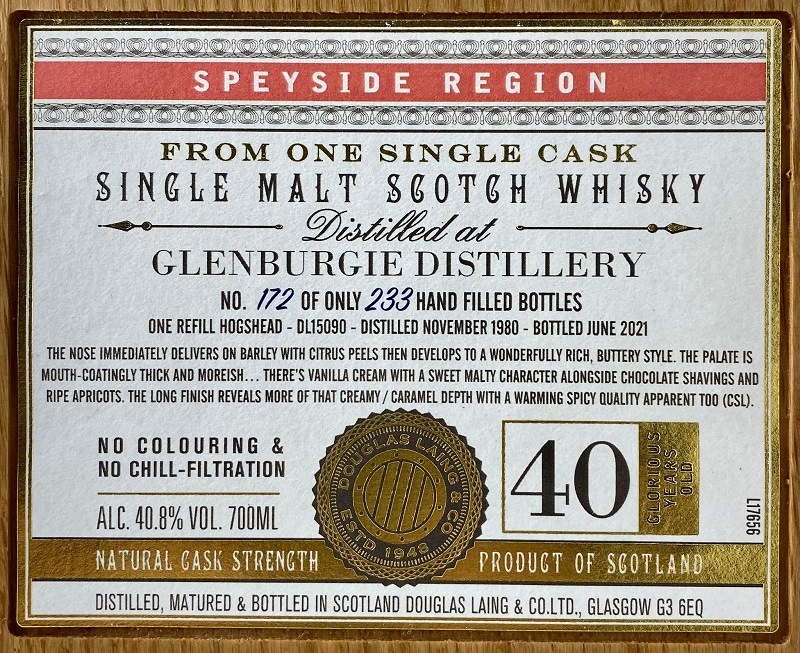 SPEYSIDE REGION
FROM ONE SINGLE CASK
SINGLE MALT SCOTCH WHISKY
Distilled at
GLENBURGIE DISTILLERY
NO. 172 OF ONLY 233 HAND FILLED BOTTLES
ONE REFILL HOGSHEAD - DL15090 - DISTILLED NOVEMBER 1980 - BOTTLED JUNE 2021
THE NOSE IMMEDIATELY DELIVERS ON BARLEY WITH CITRUS PEELS THEN DEVELOPS TO A WONDERFULLY RICH, BUTTERY STYLE. THE PALATE IS
MOUTH-COATINGLY THICK AND MOREISH... THERE'S VANILLA CREAM WITH A SWEET MALTY CHARACTER ALONGSIDE CHOCOLATE SHAVINGS AND
RIPE APRICOTS. THE LONG FINISH REVEALS MORE OF THAT CREAMY / CARAMEL DEPTH WITH A WARMING SPICY QUALITY APPARENT TOO (CSL).
NO COLOURING &
NO CHILL-FILTRATION
ALC. 40.8% VOL. 700ML
DOUGLAS LAING & CO
ESTD 1948
40
GLORIOUS
YEARS
OLD
L17656
NATURAL CASK STRENGTH
PRODUCT OF SCOTLAND
DISTILLED, MATURED & BOTTLED IN SCOTLAND DOUGLAS LAING & CO.LTD., GLASGOW G3 6EQ